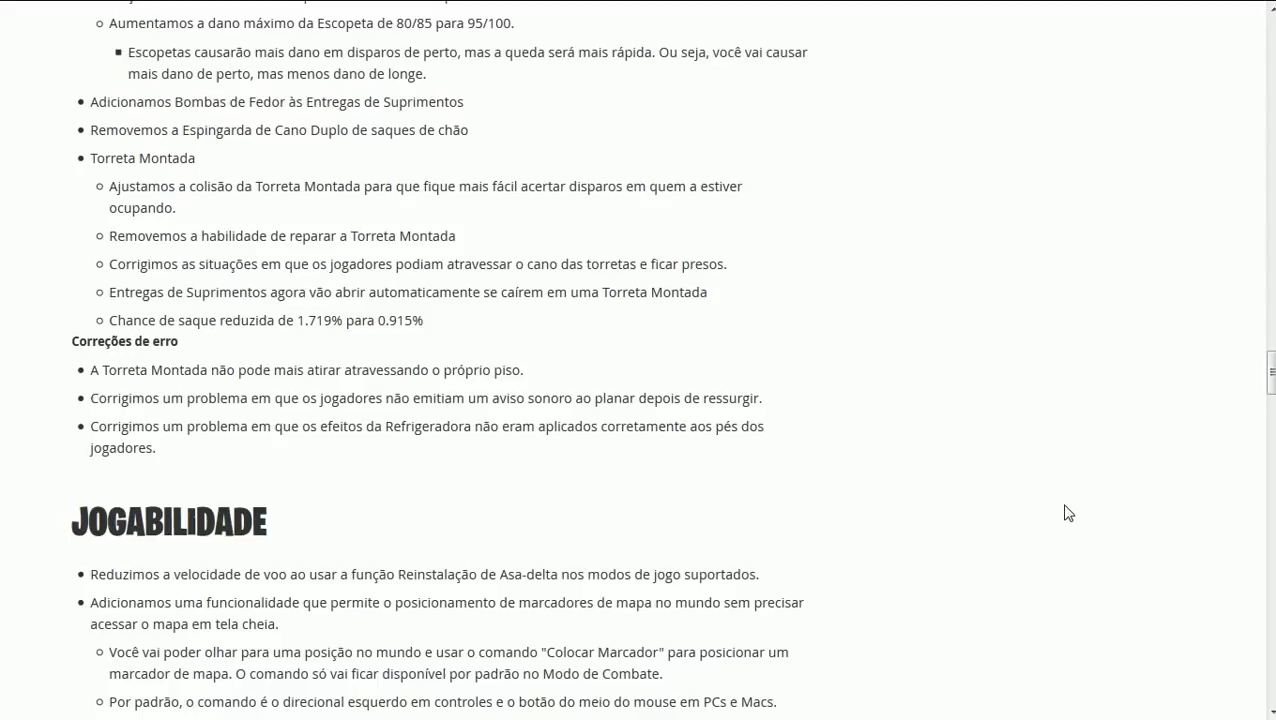 Aumentamos a dano máximo da Escopeta de 80/85 para 95/100.
Escopetas causarão mais dano em disparos de perto, mas a queda será mais rápida. Ou seja, você vai causar
mais dano de perto, mas menos dano de longe.
Adicionamos Bombas de Fedor às Entregas de Suprimentos
Removemos a Espingarda de Cano Duplo de saques de chão
Torreta Montada
Ajustamos a colisão da Torreta Montada para que fique mais fácil acertar disparos em quem a estiver
ocupando.
Removemos a habilidade de reparar a Torreta Montada
Corrigimos as situações em que os jogadores podiam atravessar o cano das torretas e ficar presos.
Entregas de Suprimentos agora vão abrir automaticamente se caírem em uma Torreta Montada
Chance de saque reduzida de 1.719% para 0.915%
Correções de erro
A Torreta Montada não pode mais atirar atravessando o próprio piso.
Corrigimos um problema em que os jogadores não emitiam um aviso sonoro ao planar depois de ressurgir.
Corrigimos um problema em que os efeitos da Refrigeradora não eram aplicados corretamente aos pés dos
jogadores.
JOGABILIDADE
Reduzimos a velocidade de voo ao usar a função Reinstalação de Asa-delta nos modos de jogo suportados.
Adicionamos uma funcionalidade que permite o posicionamento de marcadores de mapa no mundo sem precisar
acessar o mapa em tela cheia.
Você vai poder olhar para uma posição no mundo e usar o comando "Colocar Marcador" para posicionar um
marcador de mapa. O comando só vai ficar disponível por padrão no Modo de Combate.
Por padrão, o comando é o direcional esquerdo em controles e o botão do meio do mouse em PCs e Macs.